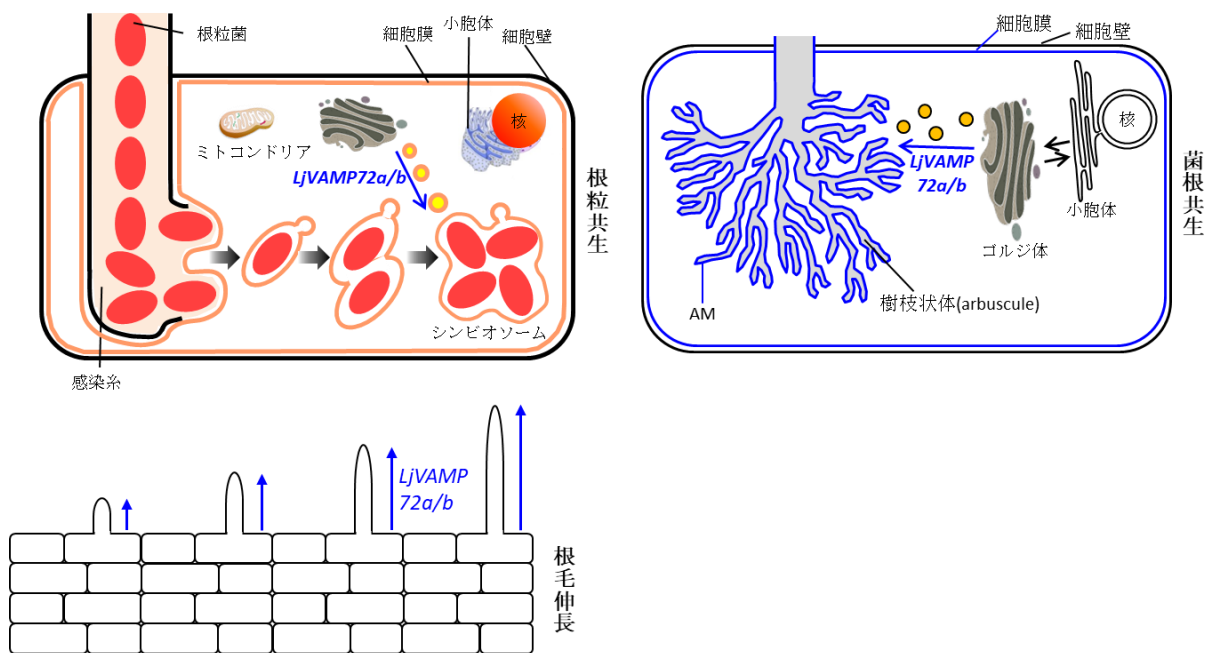 根粒菌
細胞膜
小胞体
細胞壁
ミトコンドリア
核
LjVAMP72a/b
シンビオソーム
感染糸
根粒共生
細胞膜
細胞壁
核
LjVAMP
72a/b
小胞体
ゴルジ体
樹枝状体(arbuscule)
AM
菌根共生
LjVAMP
72a/b
根毛伸長